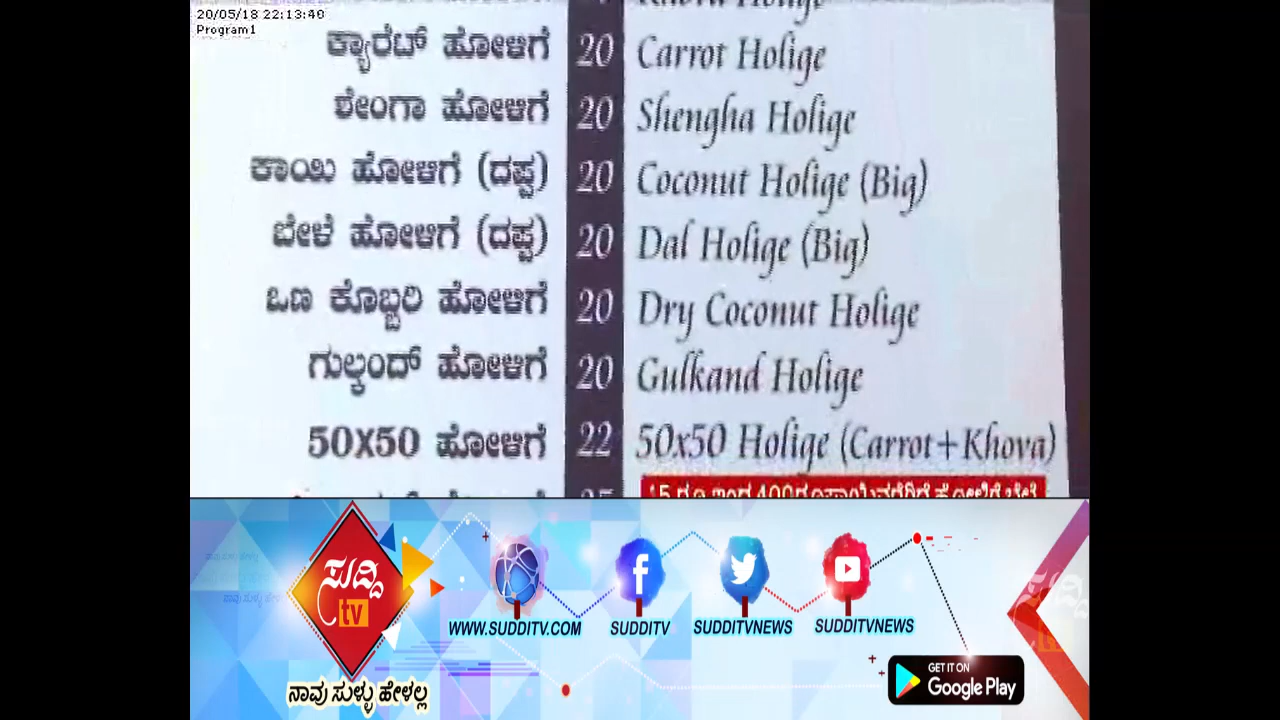 20/05/18 22:13:40
Program1
ಕ್ಯಾರೆಟ್ ಹೋಳಿಗೆ 20 Carrot Holige
ಶೇಂಗಾ ಹೋಳಿಗೆ 20 Shengha Holige
ಕಾಯಿ ಹೋಳಿಗೆ (ದಪ್ಪ) 20 Coconut Holige (Big)
ಬೇಳೆ ಹೋಳಿಗೆ (ದಪ್ಪ) 20 Dal Holige (Big)
ಒಣ ಕೊಬ್ಬರಿ ಹೋಳಿಗೆ 20 Dry Coconut Holige
ಗುಲ್ಕಂದ್ ಹೋಳಿಗೆ 20 Gulkand Holige
50X50 ಹೋಳಿಗೆ 22 50x50 Holige (Carrot+Khova)
ಸುದ್ದಿ
tv
ನಾವು ಸುಳ್ಳು ಹೇಳಲ್ಲ
WWW.SUDDITV.COM SUDDITV SUDDITVNEWS SUDDITVNEWS
GET IT ON
Google Play